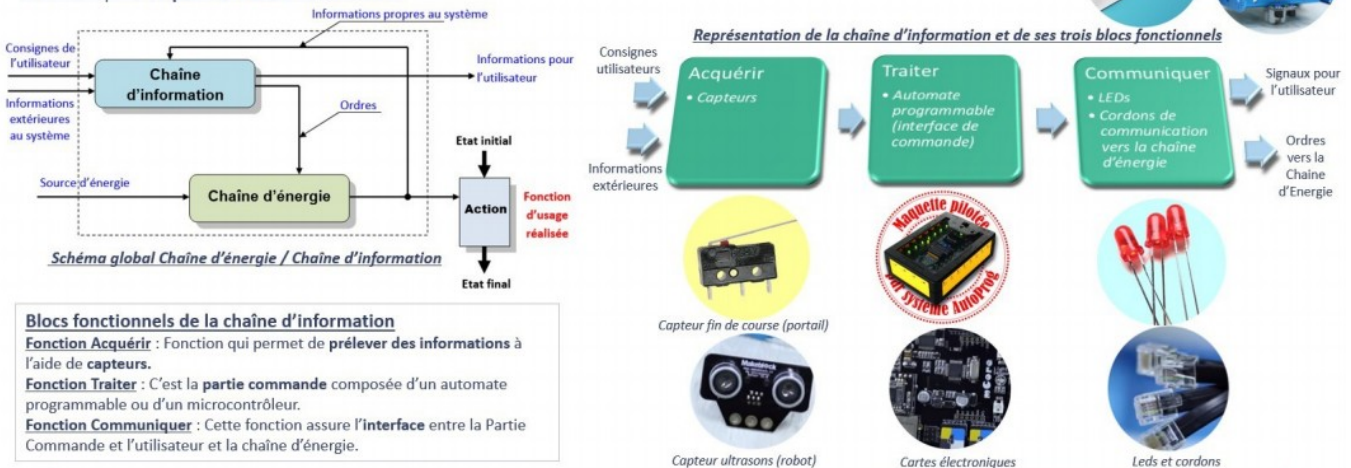 Informations propres au système
Consignes de
l'utilisateur
Chaîne
d'information
Informations pour
l'utilisateur
Informations
extérieures
au système
Ordres
Etat initial
Source d'énergie
Chaîne d'énergie
Action
Fonction
d'usage
réalisée
Schéma global Chaîne d'énergie / Chaîne d'information
Etat final
Blocs fonctionnels de la chaîne d'information
Fonction Acquérir : Fonction qui permet de prélever des informations à
l'aide de capteurs.
Fonction Traiter : C'est la partie commande composée d'un automate
programmable ou d'un microcontrôleur.
Fonction Communiquer : Cette fonction assure l'interface entre la Partie
Commande et l'utilisateur et la chaîne d'énergie.
Représentation de la chaîne d'information et de ses trois blocs fonctionnels
Consignes
utilisateurs
Informations
extérieures
Acquérir
• Capteurs
Traiter
• Automate
programmable
(interface de
commande)
Communiquer
• LEDs
• Cordons de
communication
vers la chaîne
d'énergie
Signaux pour
l'utilisateur
Ordres
vers la
Chaine
d'Energie
Capteur fin de course (portail)
Maquette pilotée
par système AutoProg
Makeblock
mCore
Capteur ultrasons (robot)
Cartes électroniques
Leds et cordons